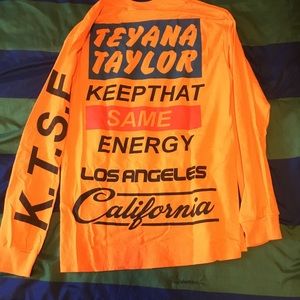 TEYANA
TAYLOR
KEEPTHAT
SAME
ENERGY
LOS ANGELES
California
K.T.S.E